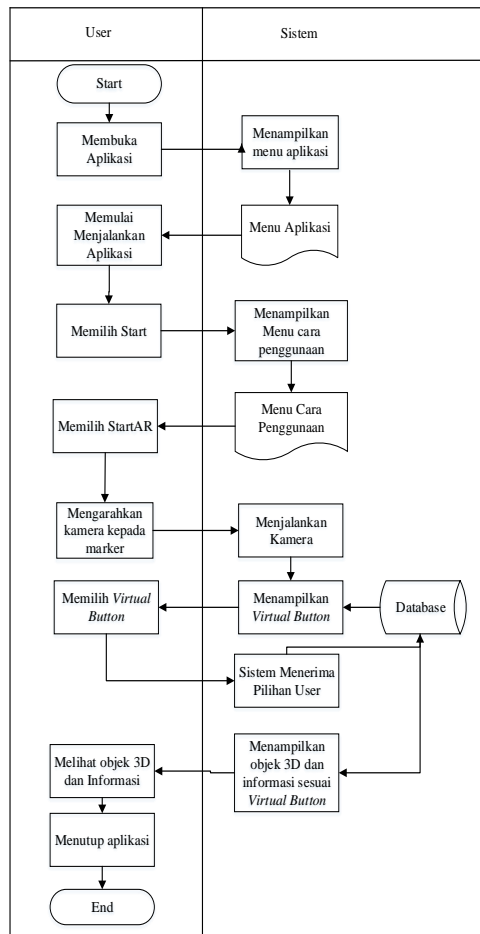 User
Sistem
Start
Membuka
Aplikasi
Menampilkan
menu aplikasi
Menu Aplikasi
Memulai
Menjalankan
Aplikasi
Memilih Start
Menampilkan
Menu cara
penggunaan
Menu Cara
Penggunaan
Memilih StartAR
Mengarahkan
kamera kepada
marker
Menjalankan
Kamera
Menampilkan
Virtual Button
Database
Memilih Virtual
Button
Sistem Menerima
Pilihan User
Menampilkan
objek 3D dan
informasi sesuai
Virtual Button
Melihat objek 3D
dan Informasi
Menutup aplikasi
End